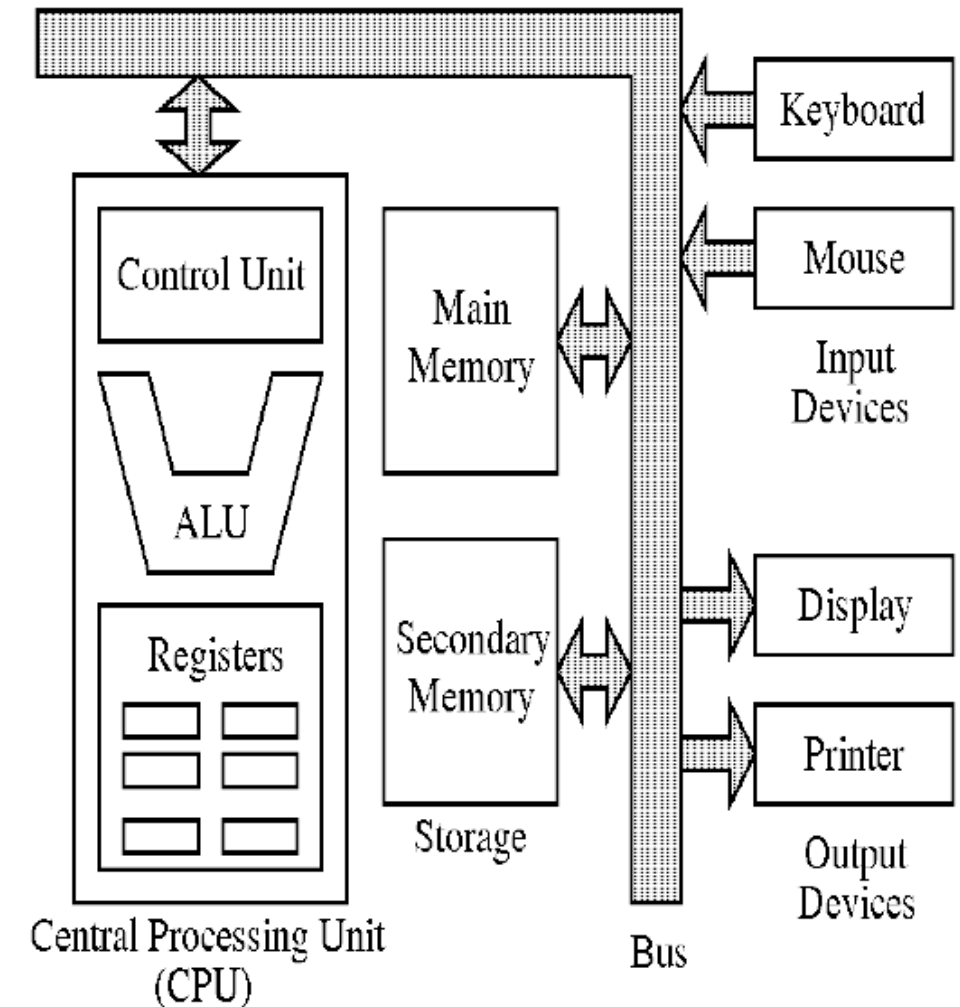 Control Unit
ALU
Registers
Central Processing Unit
(CPU)
Main
Memory
Secondary
Memory
Storage
Bus
Keyboard
Mouse
Input
Devices
Display
Printer
Output
Devices